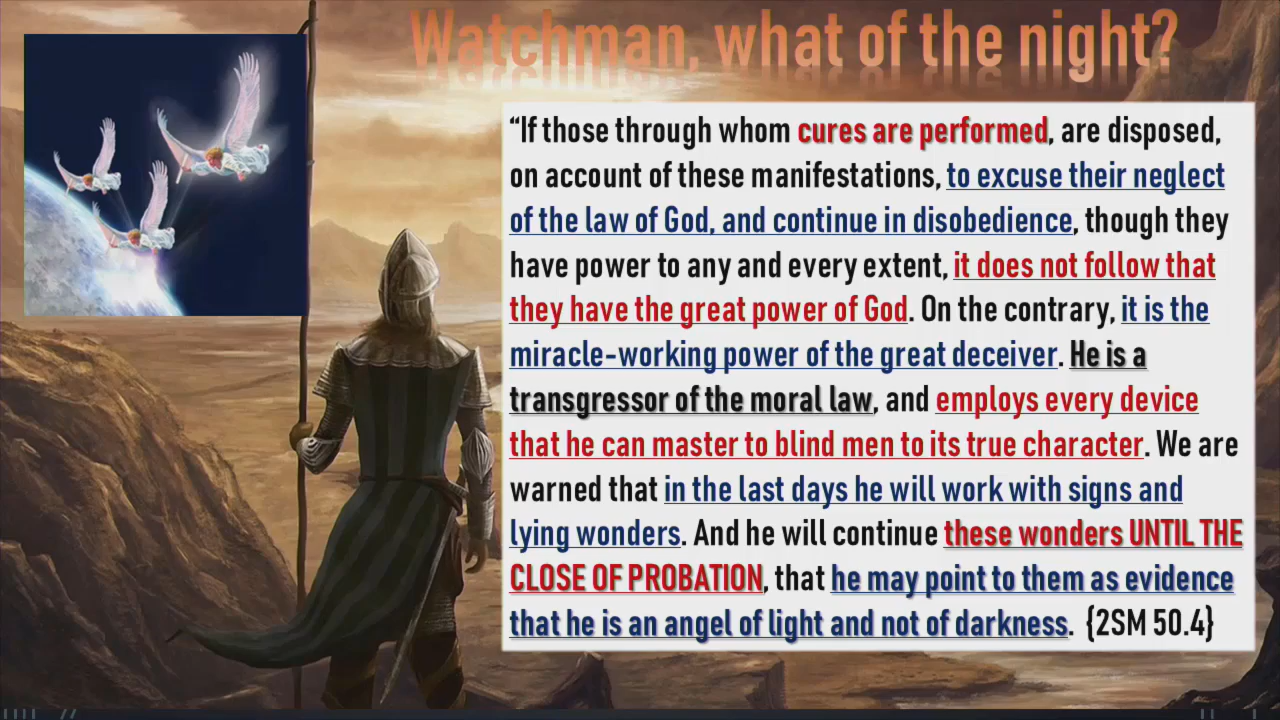 Watchman, what of the night?
“If those through whom cures are performed, are disposed,
on account of these manifestations, to excuse their neglect
of the law of God, and continue in disobedience, though they
have power to any and every extent, it does not follow that
they have the great power of God. On the contrary, it is the
miracle-working power of the great deceiver. He is a
transgressor of the moral law, and employs every device
that he can master to blind men to its true character. We are
warned that in the last days he will work with signs and
lying wonders. And he will continue these wonders UNTIL THE
CLOSE OF PROBATION, that he may point to them as evidence
that he is an angel of light and not of darkness. {2SM 50.4}